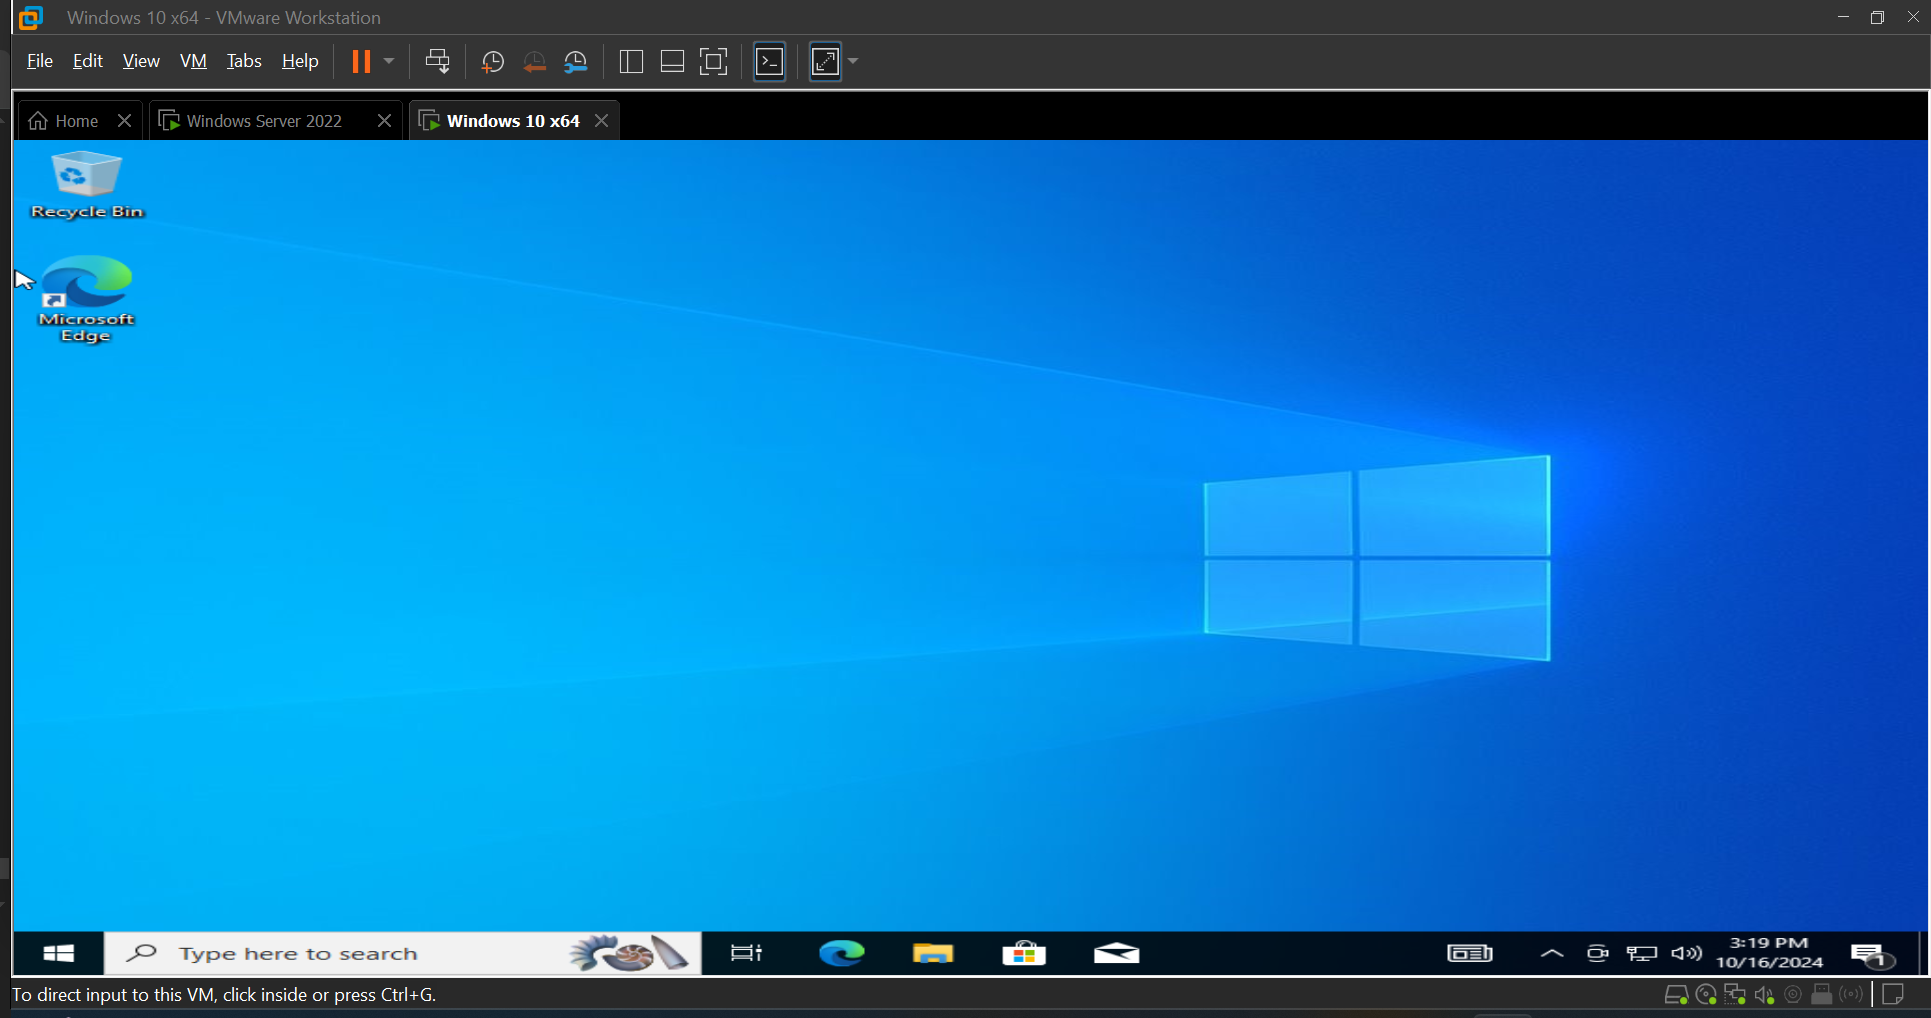 Windows 10 x64 - VMware Workstation
File Edit View VM Tabs Help
Home Windows Server 2022 Windows 10 x64
Recycle Bin
Microsoft
Edge
Type here to search
3:19 PM
10/16/2024
1
To direct input to this VM, click inside or press Ctrl+G.